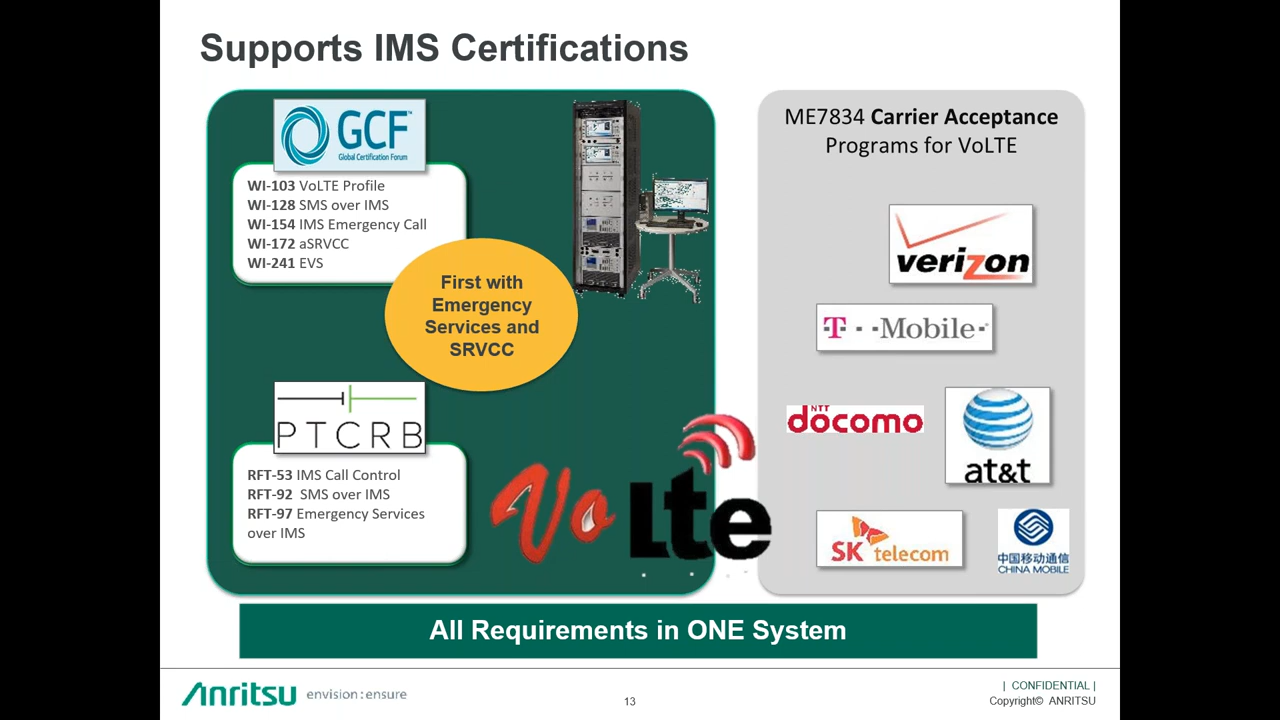 Supports IMS Certifications
GCF™
Global Certification Forum
WI-103 VoLTE Profile
WI-128 SMS over IMS
WI-154 IMS Emergency Call
WI-172 aSRVCC
WI-241 EVS
First with
Emergency
Services and
SRVCC
PTCRB
RFT-53 IMS Call Control
RFT-92 SMS over IMS
RFT-97 Emergency Services
over IMS
VoLte
ME7834 Carrier Acceptance
Programs for VoLTE
verizon
T··Mobile·
NTT
docomo
at&t
SK telecom
中国移动通信
CHINA MOBILE
All Requirements in ONE System
Anritsu envision:ensure
13
| CONFIDENTIAL |
Copyright© ANRITSU